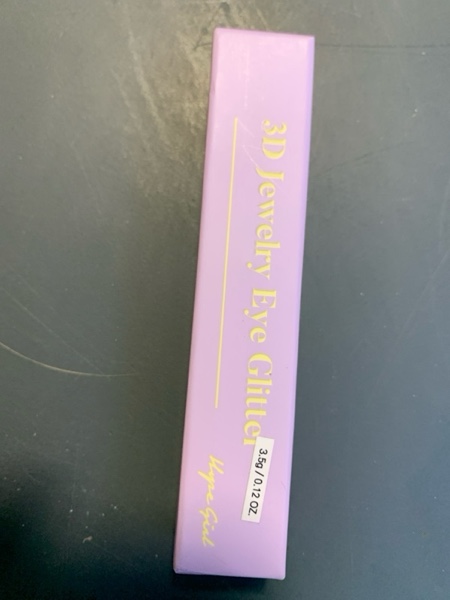 3D Jewelry Eye Glitter
3.5g / 0.12 OZ.
Hype Girl